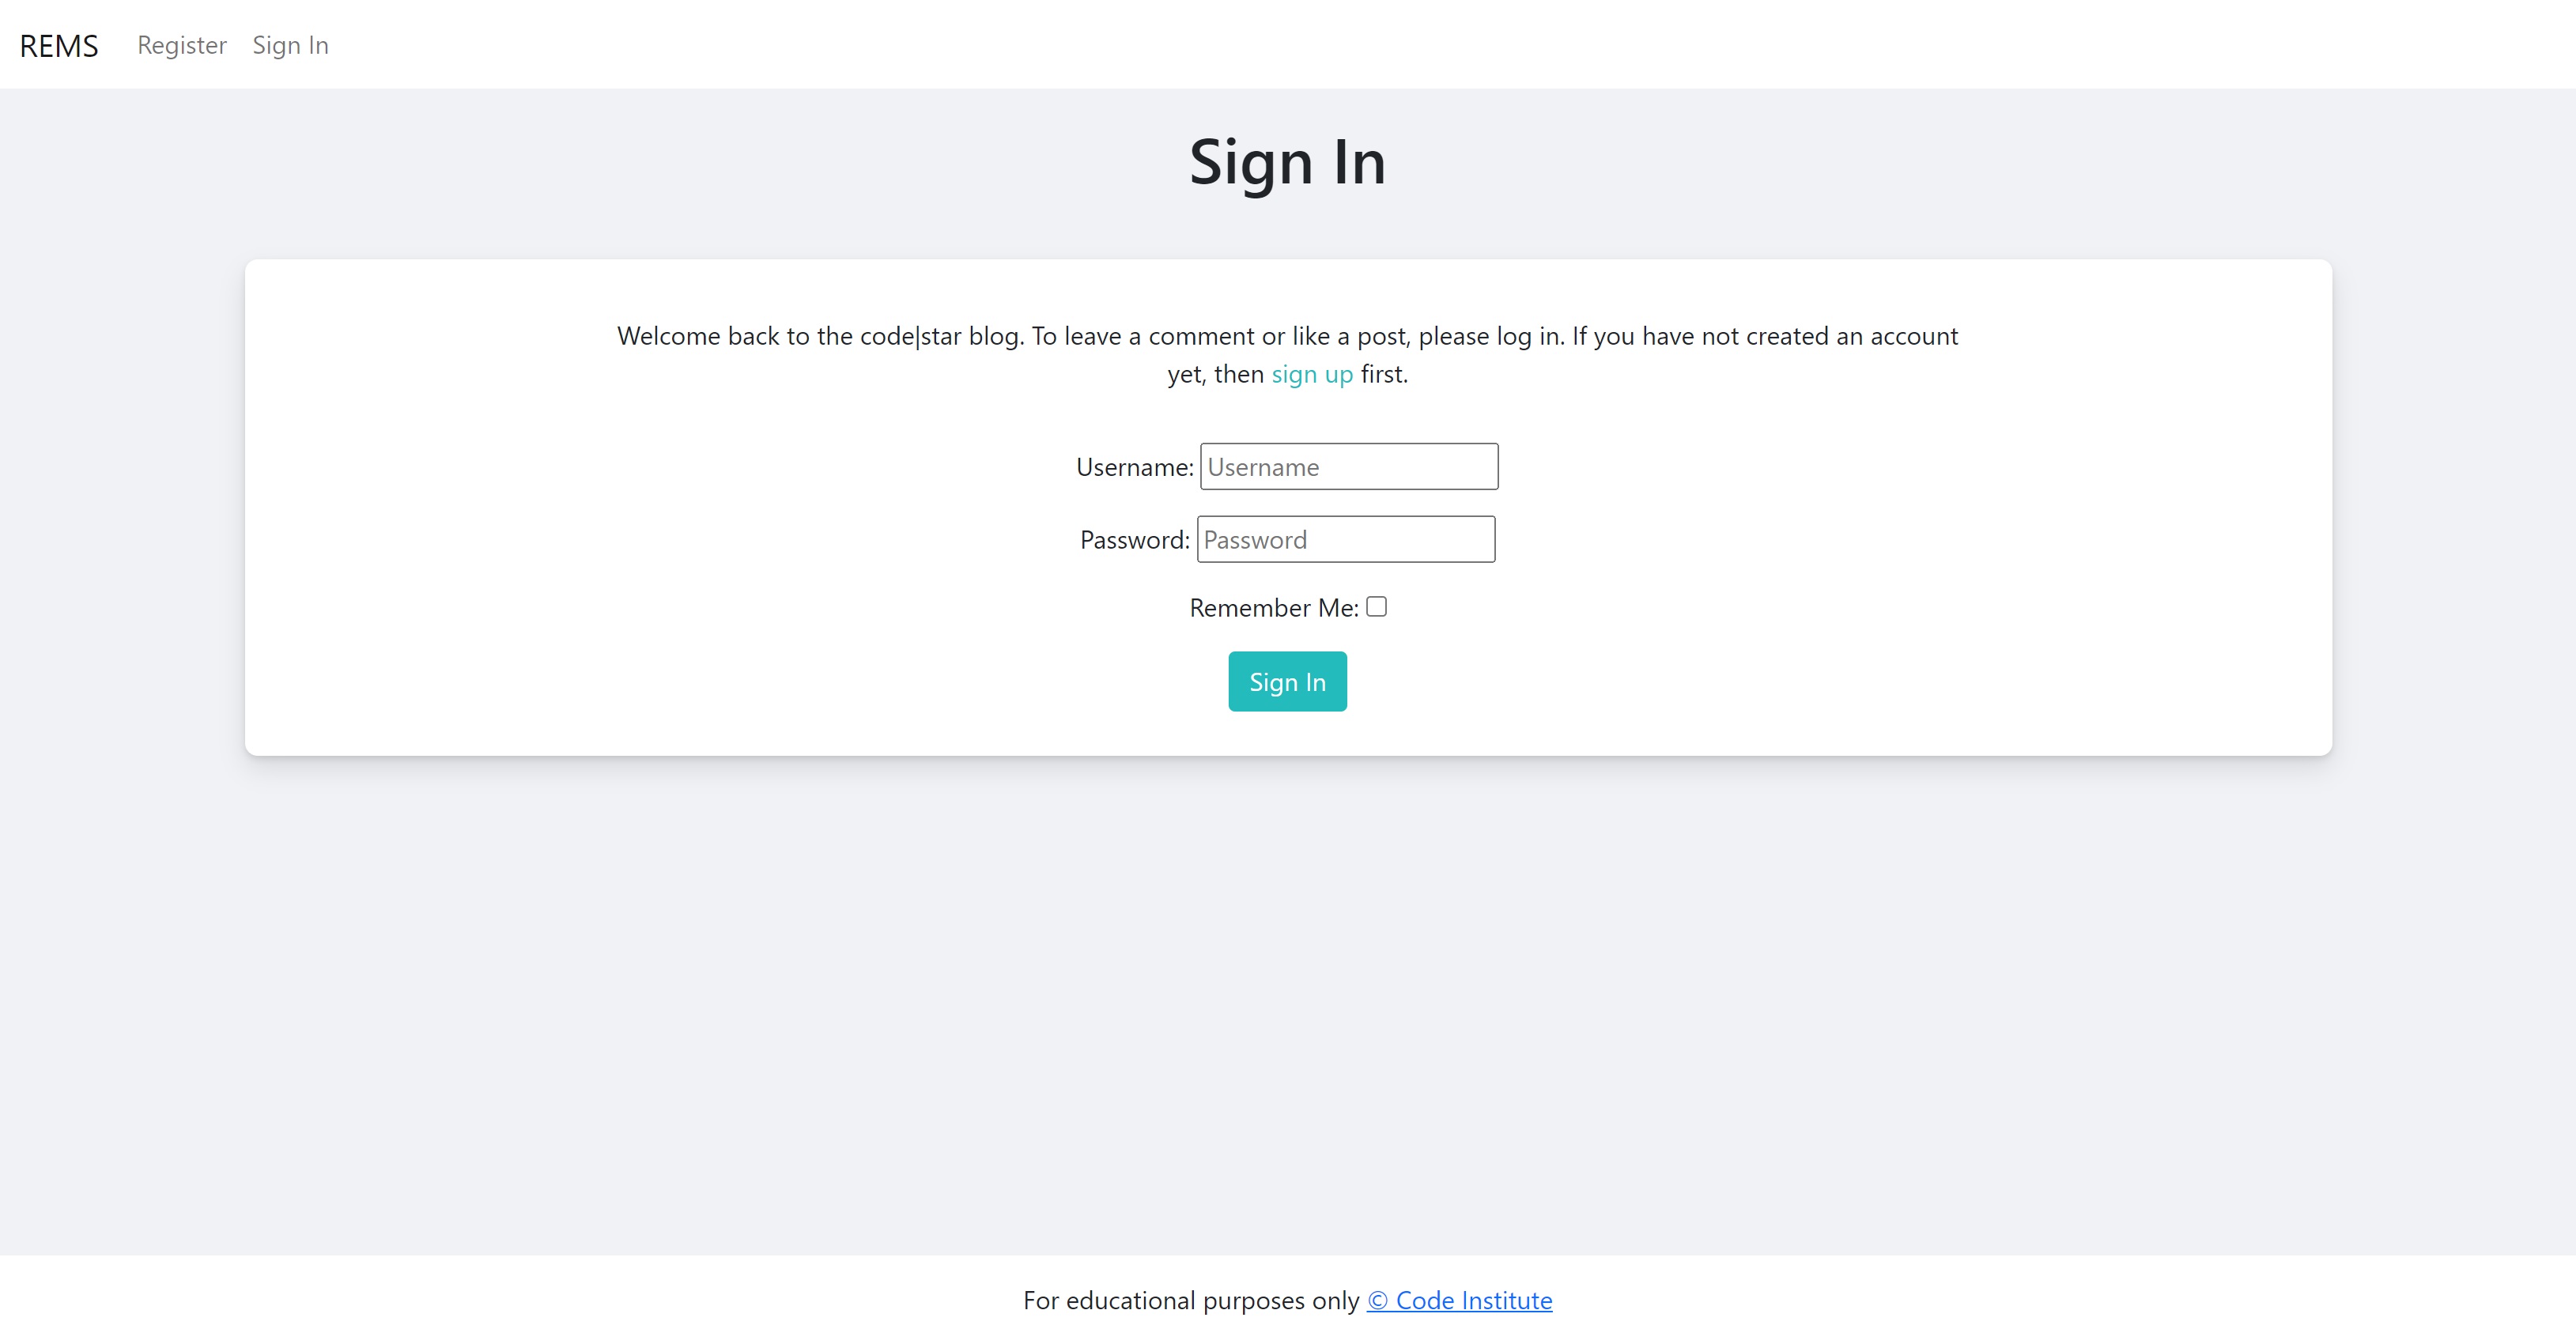 REMS Register Sign In
Sign In
Welcome back to the code|star blog. To leave a comment or like a post, please log in. If you have not created an account
yet, then sign up first.
Username: Username
Password: Password
Remember Me:
Sign In
For educational purposes only © Code Institute